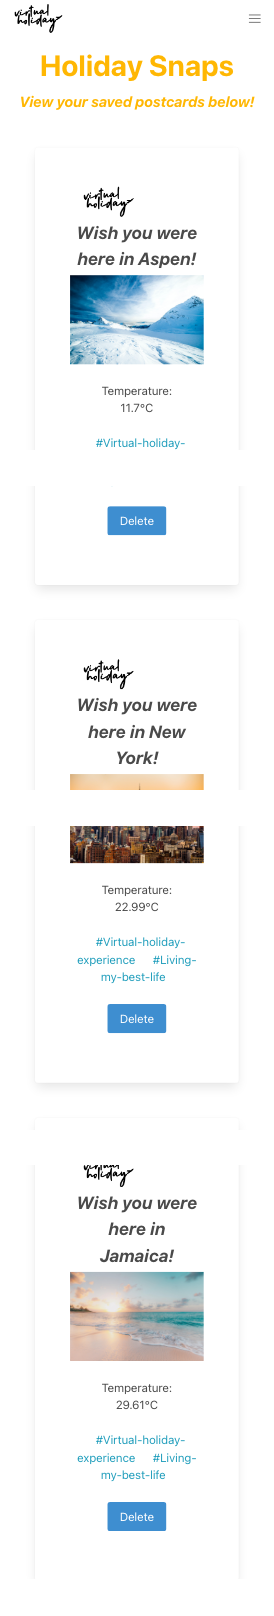 virtual
holiday
Holiday Snaps
View your saved postcards below!
virtual
holiday
Wish you were
here in Aspen!
Temperature:
11.7°C
#Virtual-holiday-
Delete
virtual
holiday
Wish you were
here in New
York!
Temperature:
22.99°C
#Virtual-holiday-
experience #Living-
my-best-life
Delete
virtual
holiday
Wish you were
here in
Jamaica!
Temperature:
29.61°C
#Virtual-holiday-
experience #Living-
my-best-life
Delete